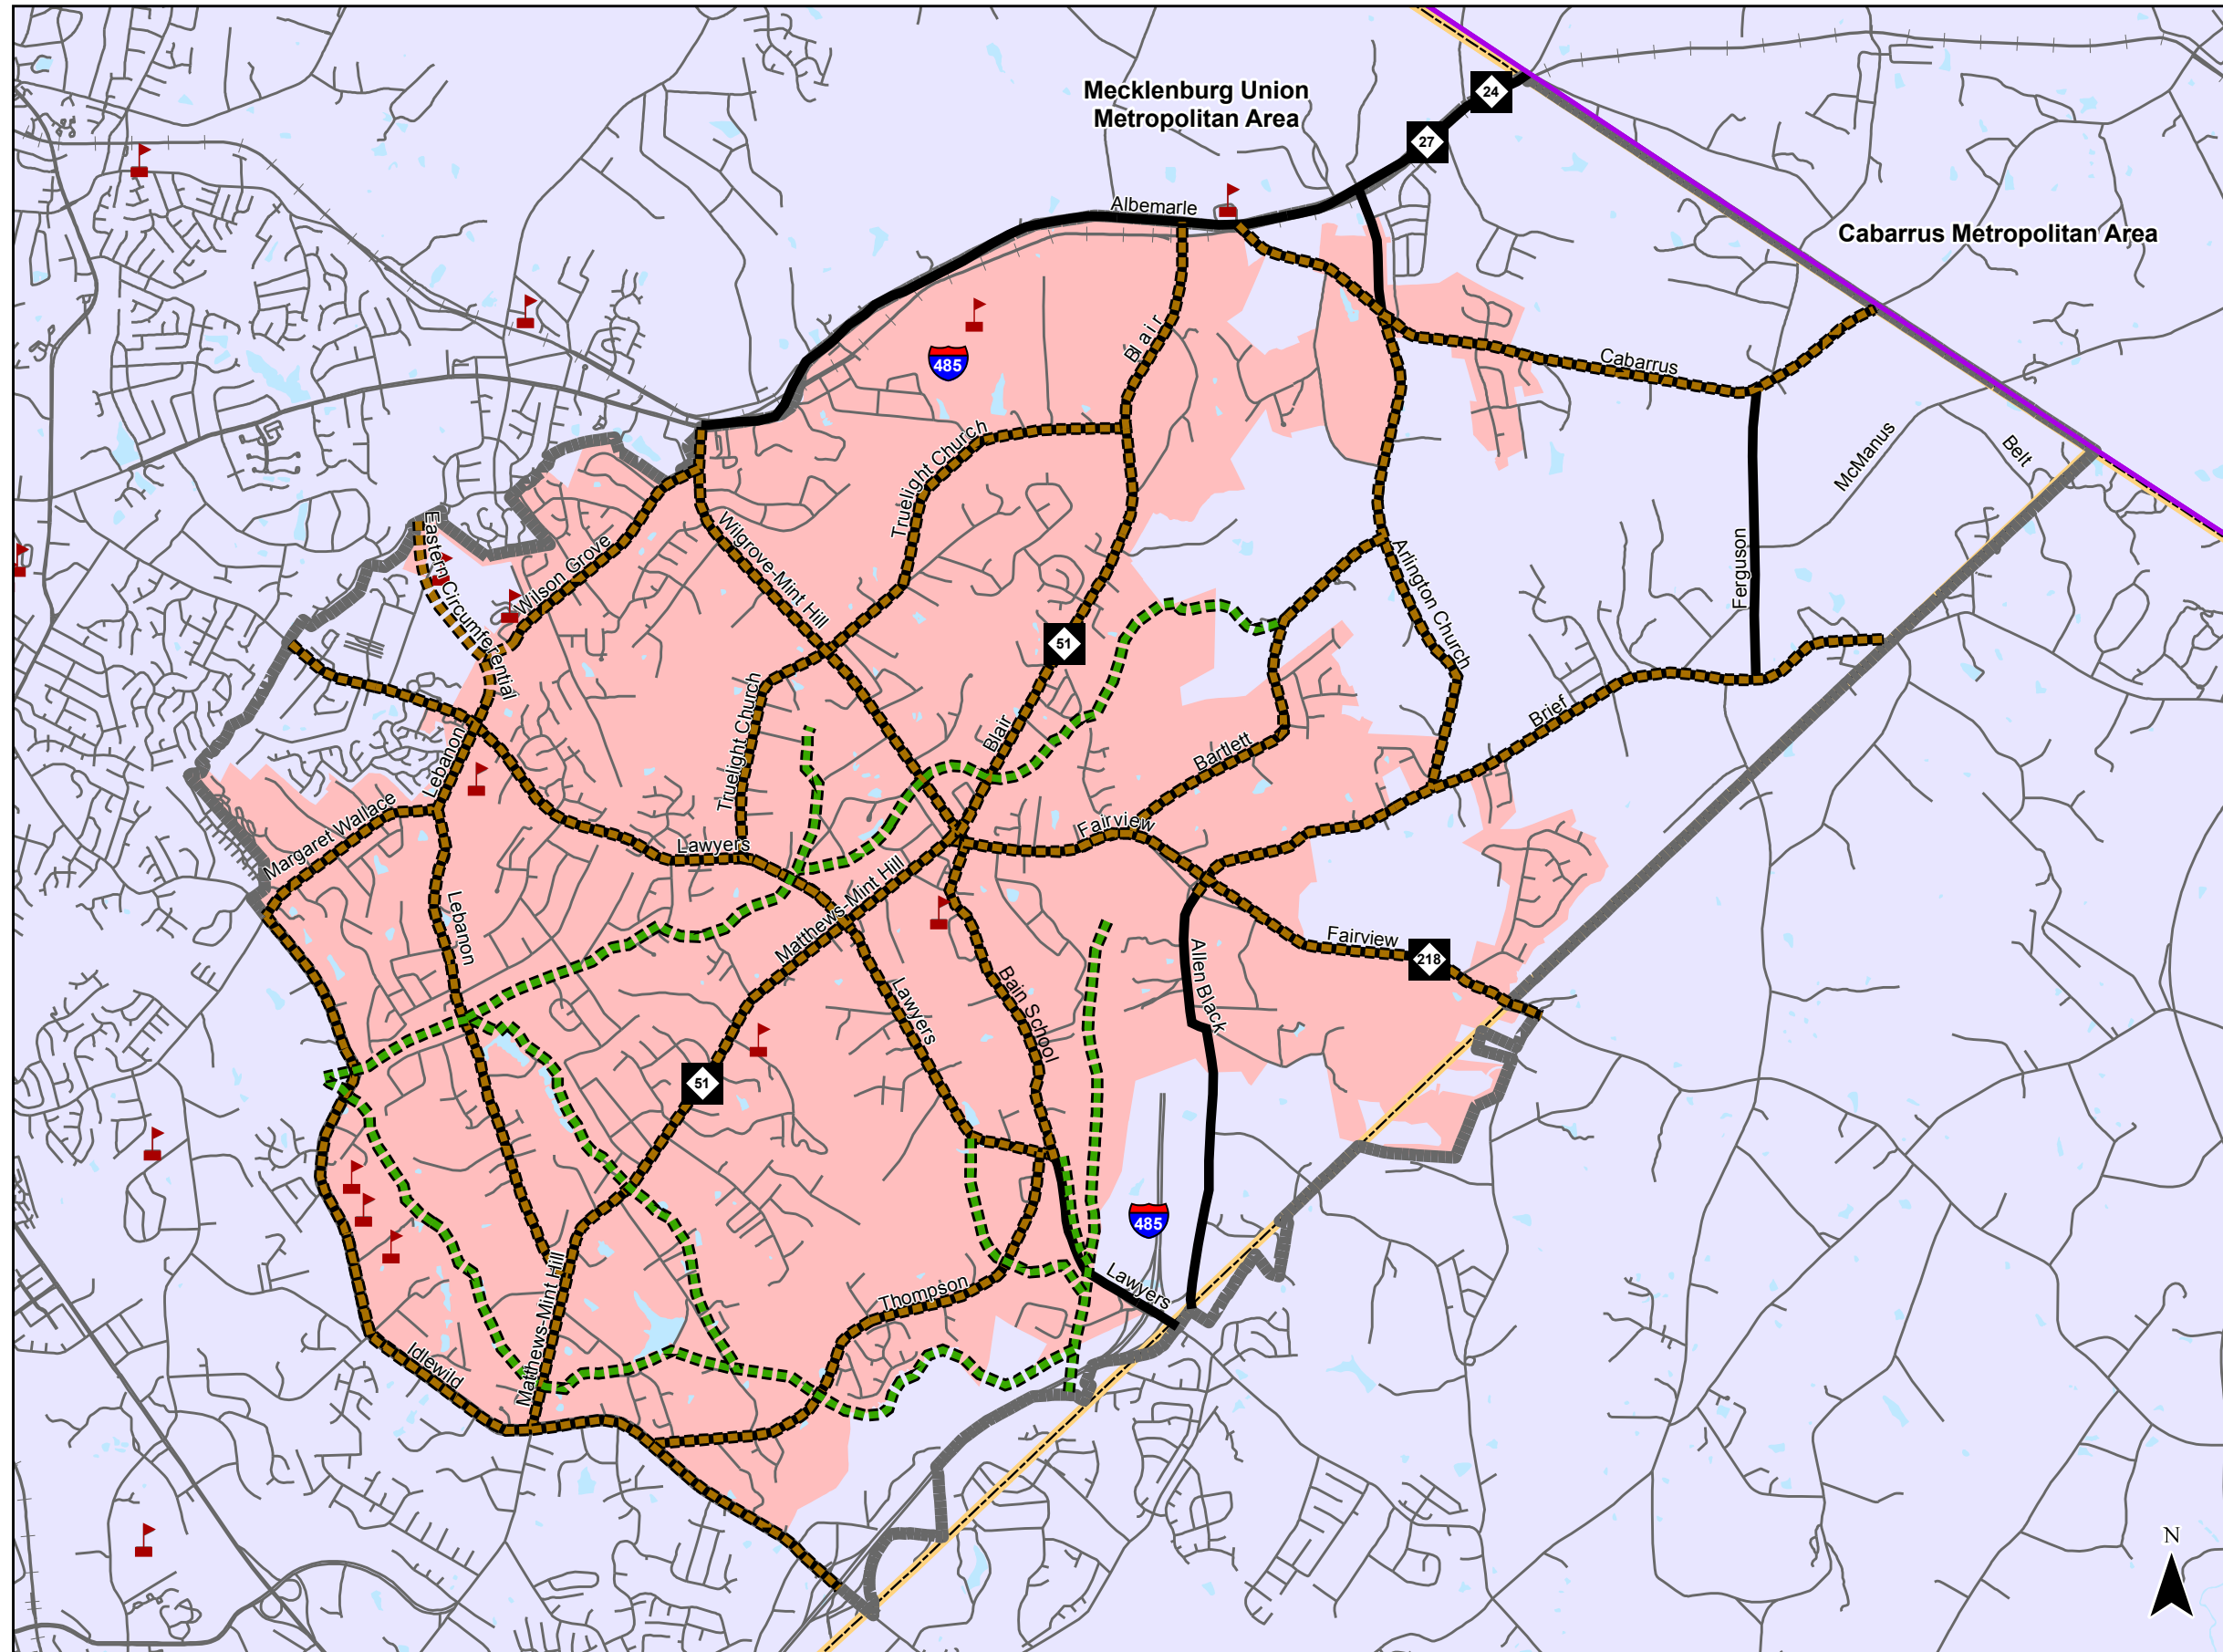 24
Mecklenburg Union
Metropolitan Area
27
Albemarle
Cabarrus Metropolitan Area
Blair
485
Cabarrus
Truelight Church
McManus
Belt
Eastern Circumferential
Wilgrove-Mint Hill
Wilson Grove
Arlington Church
Ferguson
51
Truelight Church
Blair
Brief
Lebanon
Bartlett
Margaret Wallace
Fairview
Lawyers
Matthews-Mint Hill
Lebanon
Fairview
218
Allen Black
Bain School
Lawyers
51
485
Lawyers
Thompson
Matthews-Mint Hill
Idlewild
N